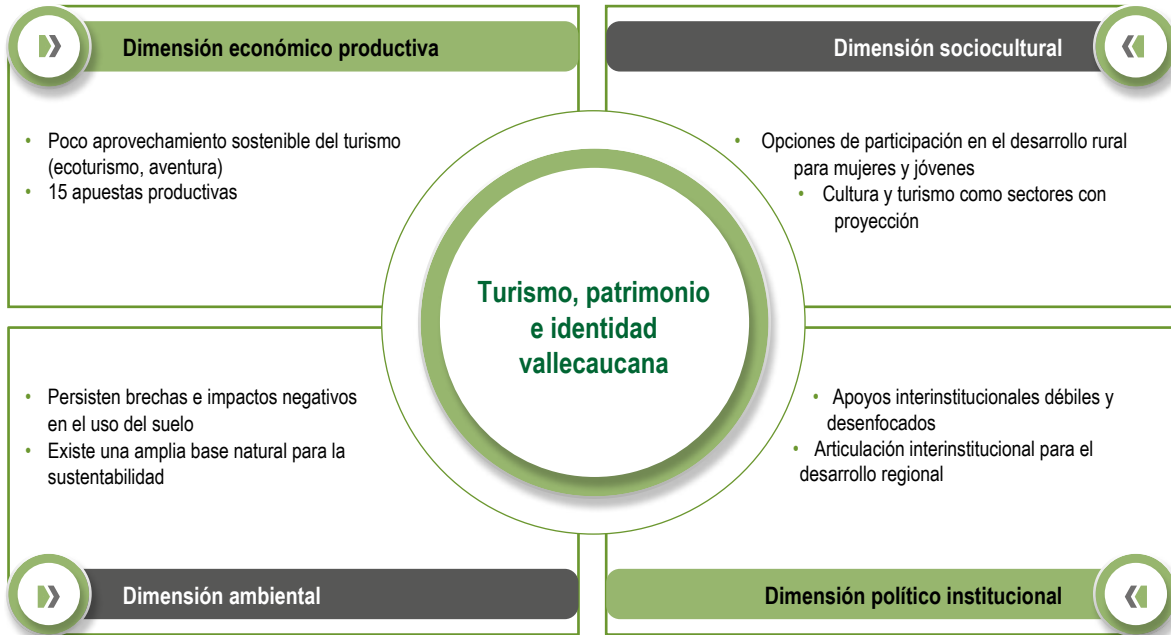 Dimensión económico productiva
• Poco aprovechamiento sostenible del turismo
(ecoturismo, aventura)
• 15 apuestas productivas
Dimensión sociocultural
• Opciones de participación en el desarrollo rural
para mujeres y jóvenes
• Cultura y turismo como sectores con
proyección
Turismo, patrimonio
e identidad
vallecaucana
• Persisten brechas e impactos negativos
en el uso del suelo
• Existe una amplia base natural para la
sustentabilidad
Dimensión ambiental
• Apoyos interinstitucionales débiles y
desenfocados
• Articulación interinstitucional para el
desarrollo regional
Dimensión político institucional